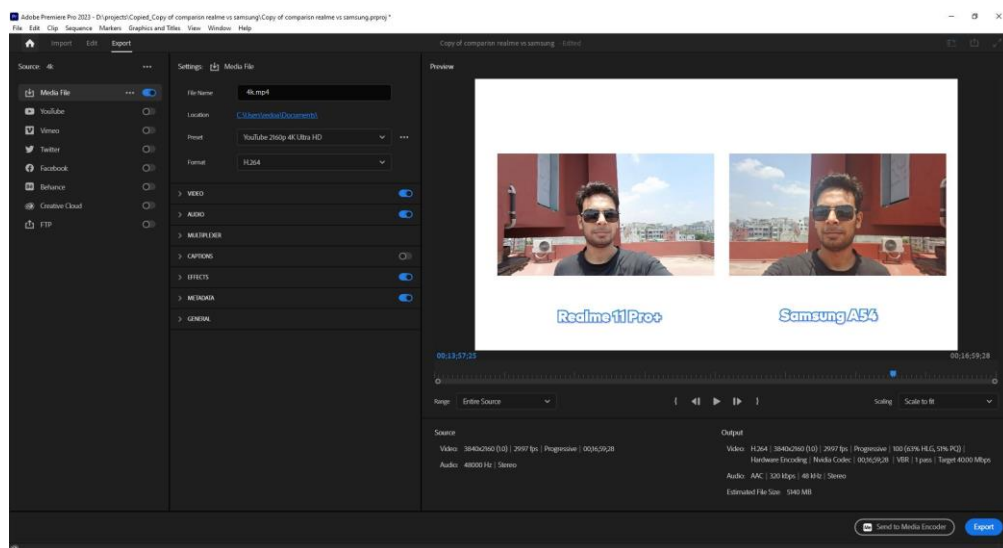 Adobe Premiere Pro 2023 - D:\projects\Copied_Copy of comparisn realme vs samsung\Copy of comparisn realme vs samsung.prproj *
File Edit Clip Sequence Markers Graphics and Titles View Window Help
Import Edit Export Copy of comparisn realme vs samsung Edited
Source: 4k
Media File
YouTube
Vimeo
Twitter
Facebook
Behance
Creative Cloud
FTP
Settings: Media File
File Name 4k.mp4
Location
Preset YouTube 2160p 4K Ultra HD
Format H.264
VIDEO
AUDIO
MULTIPLEXER
CAPTIONS
EFFECTS
METADATA
GENERAL
Preview
Realme 11 Pro+ Samsung A54
00;13;57;25 00;16;59;28
Range Entire Source Scaling Scale to fit
Source
Video: 3840x2160 (1.0) | 29.97 fps | Progressive | 00;16;59;28
Audio: 48000 Hz | Stereo
Output
Video: H.264 | 3840x2160 (1.0) | 29.97 fps | Progressive | 100 (63% HLG, 51% PQ) |
Hardware Encoding | Nvidia Codec | 00;16;59;28 | VBR | 1 pass | Target 40.00 Mbps
Audio: AAC | 320 kbps | 48 kHz | Stereo
Estimated File Size: 5140 MB
Send to Media Encoder Export